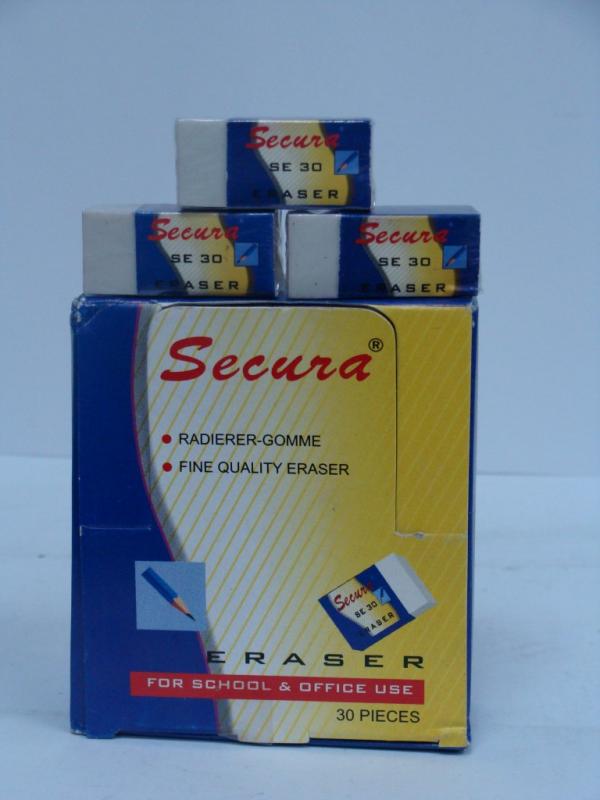 Secura
SE 30
ERASER
Secura
SE 30
ERASER
Secura
SE 30
ERASER
Secura®
• RADIERER-GOMME
• FINE QUALITY ERASER
Secura
SE 30
ERASER
ERASER
FOR SCHOOL & OFFICE USE
30 PIECES